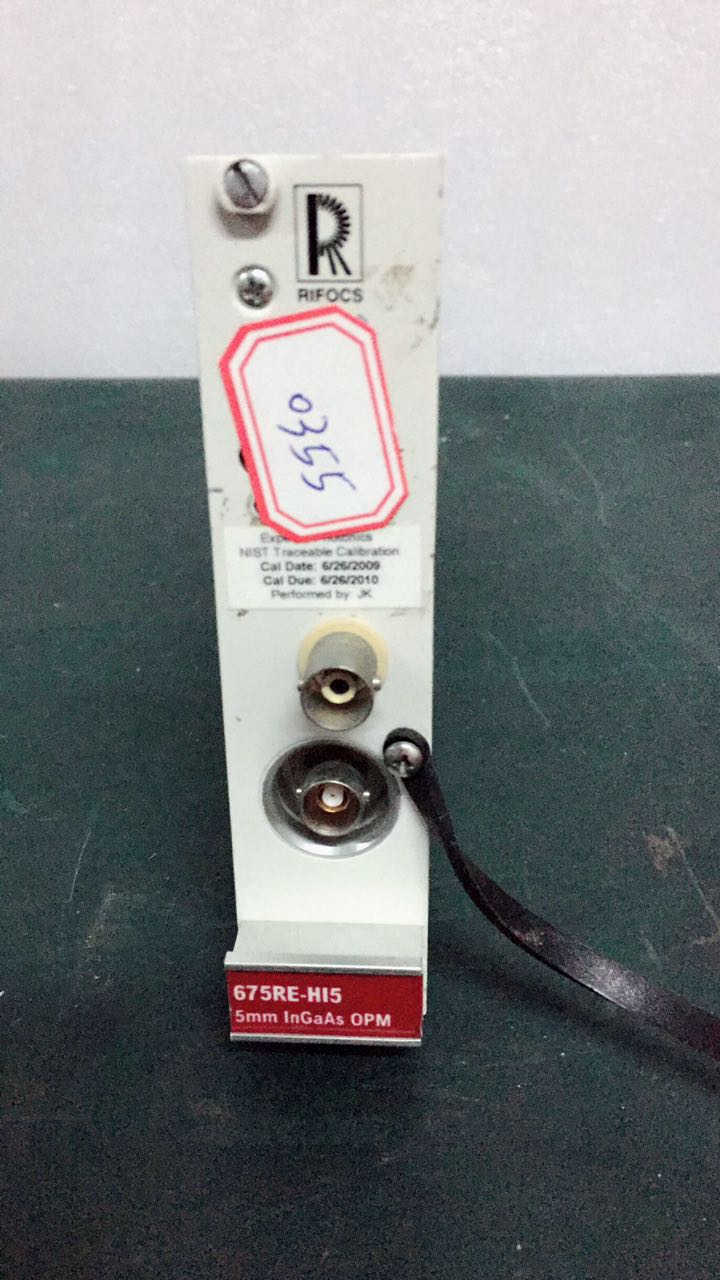 RIFOCS
0355
NIST Traceable Calibration
Cal Date: 6/26/2009
Cal Due: 6/26/2010
Performed by: JK
675RE-HI5
5mm InGaAs OPM